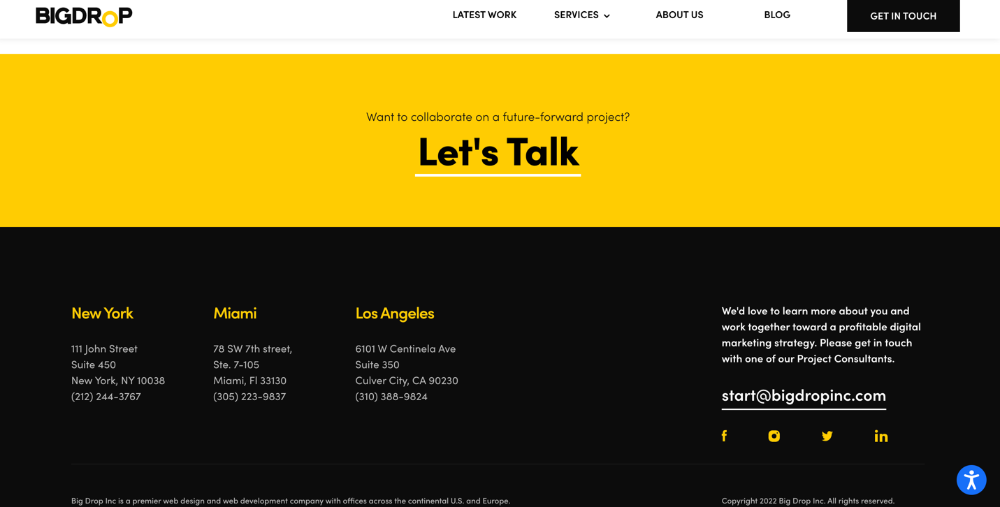 BIGDROP
LATEST WORK
SERVICES
ABOUT US
BLOG
GET IN TOUCH
Want to collaborate on a future-forward project?
Let's Talk
New York
111 John Street
Suite 450
New York, NY 10038
(212) 244-3767
Miami
78 SW 7th street,
Ste. 7-105
Miami, Fl 33130
(305) 223-9837
Los Angeles
6101 W Centinela Ave
Suite 350
Culver City, CA 90230
(310) 388-9824
We'd love to learn more about you and
work together toward a profitable digital
marketing strategy. Please get in touch
with one of our Project Consultants.
start@bigdropinc.com
Big Drop Inc is a premier web design and web development company with offices across the continental U.S. and Europe.
Copyright 2022 Big Drop Inc. All rights reserved.